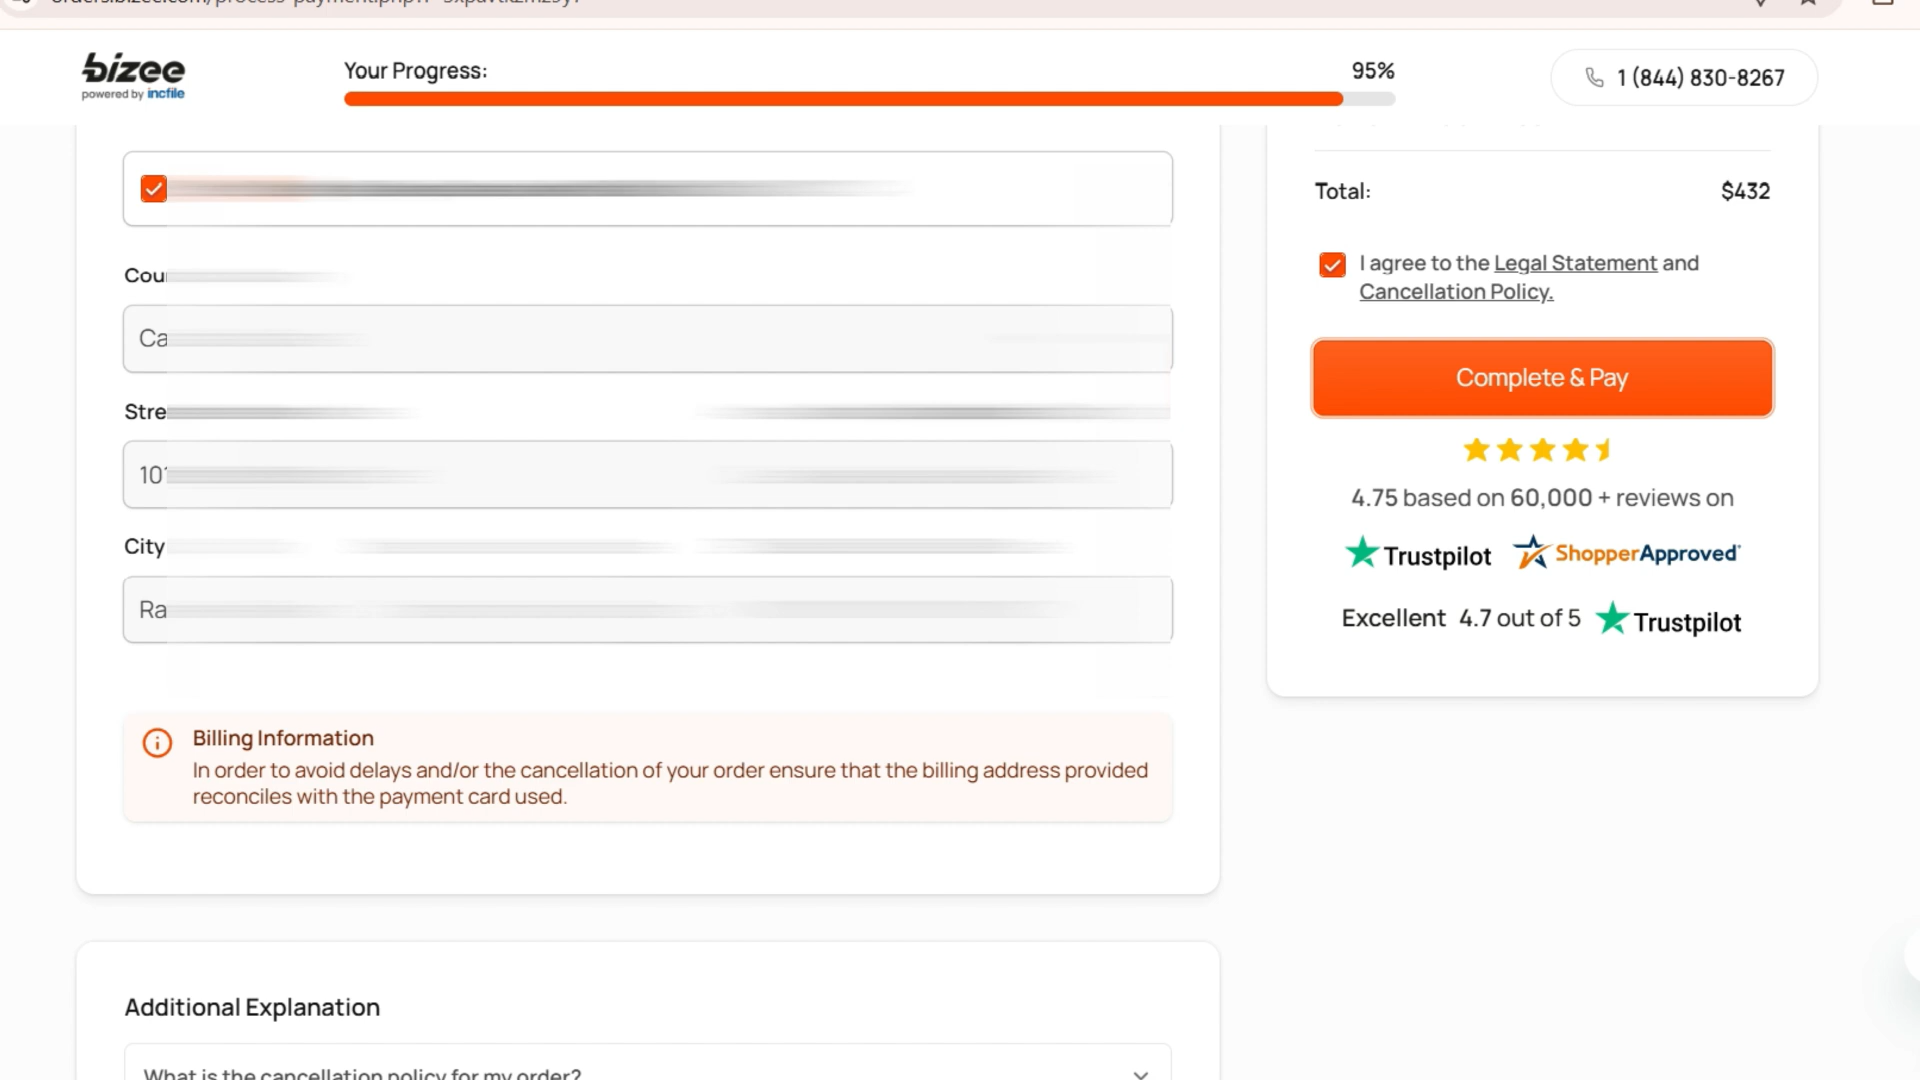 bizee
powered by incfile
Your Progress:
95%
1 (844) 830-8267
Cou
Ca
Stre
10
City
Ra
Billing Information
In order to avoid delays and/or the cancellation of your order ensure that the billing address provided
reconciles with the payment card used.
Additional Explanation
What is the cancellation policy for my order?
Total:
$432
I agree to the Legal Statement and
Cancellation Policy.
Complete & Pay
4.75 based on 60,000 + reviews on
Trustpilot
ShopperApproved
Excellent 4.7 out of 5 Trustpilot